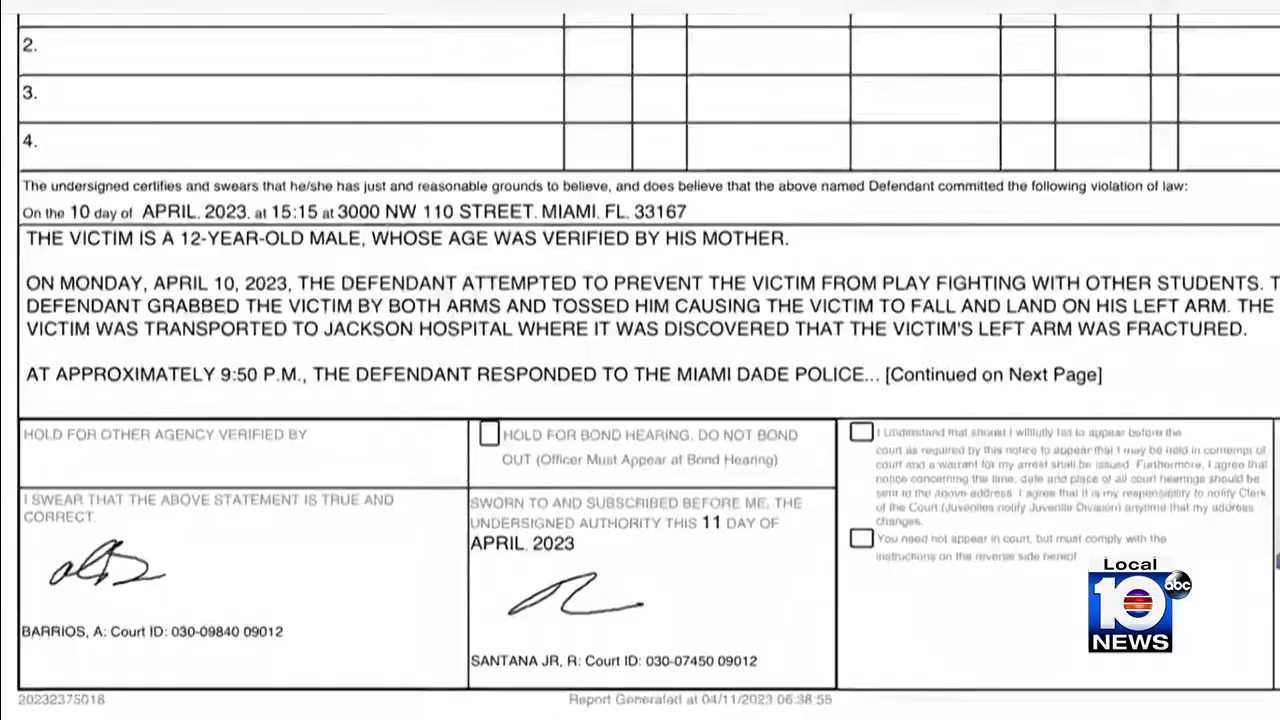 2.
3.
4.
The undersigned certifies and swears that he/she has just and reasonable grounds to believe, and does believe that the above named Defendant committed the following violation of law:
On the 10 day of APRIL, 2023, at 15:15 at 3000 NW 110 STREET, MIAMI, FL, 33167
THE VICTIM IS A 12-YEAR-OLD MALE, WHOSE AGE WAS VERIFIED BY HIS MOTHER.
ON MONDAY, APRIL 10, 2023, THE DEFENDANT ATTEMPTED TO PREVENT THE VICTIM FROM PLAY FIGHTING WITH OTHER STUDENTS. T
DEFENDANT GRABBED THE VICTIM BY BOTH ARMS AND TOSSED HIM CAUSING THE VICTIM TO FALL AND LAND ON HIS LEFT ARM. THE
VICTIM WAS TRANSPORTED TO JACKSON HOSPITAL WHERE IT WAS DISCOVERED THAT THE VICTIM'S LEFT ARM WAS FRACTURED.
AT APPROXIMATELY 9:50 P.M., THE DEFENDANT RESPONDED TO THE MIAMI DADE POLICE... [Continued on Next Page]
HOLD FOR OTHER AGENCY VERIFIED BY
I SWEAR THAT THE ABOVE STATEMENT IS TRUE AND
CORRECT.
BARRIOS, A: Court ID: 030-09840 09012
HOLD FOR BOND HEARING, DO NOT BOND
OUT (Officer Must Appear at Bond Hearing)
SWORN TO AND SUBSCRIBED BEFORE ME, THE
UNDERSIGNED AUTHORITY THIS 11 DAY OF
APRIL, 2023
SANTANA JR, R: Court ID: 030-07450 09012
I Understand that should I willfully fail to appear before the
court as required by this notice to appear that I may be held in contempt of
court and a warrant for my arrest shall be issued. Furthermore, I agree that
notice concerning the time, date and place of all court hearings should be
sent to the above address. I agree that it is my responsibility to notify Clerk
of the Court (Juveniles notify Juvenile Division) anytime that my address
changes.
You need not appear in court, but must comply with the
instructions on the reverse side hereof
Local
10 abc
NEWS
20232375018
Report Generated at 04/11/2023 06:38:55